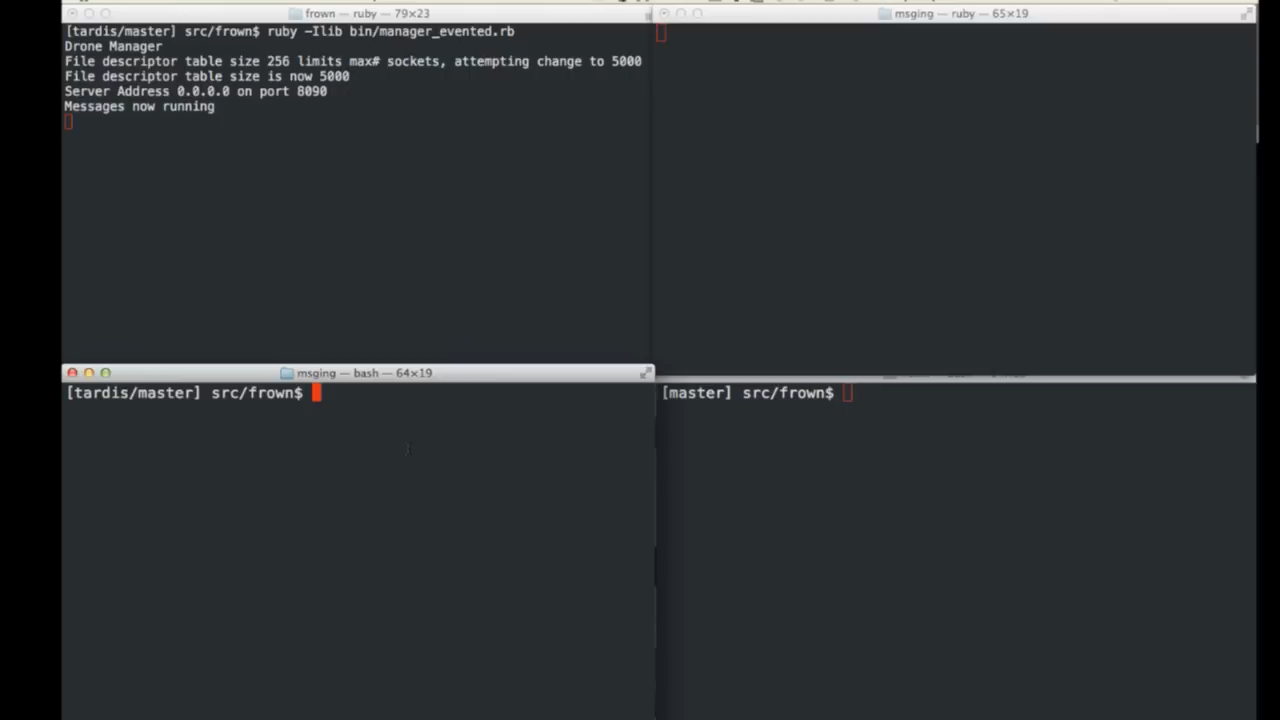 frown — ruby — 79×23
[tardis/master] src/frown$ ruby -Ilib bin/manager_evented.rb
Drone Manager
File descriptor table size 256 limits max# sockets, attempting change to 5000
File descriptor table size is now 5000
Server Address 0.0.0.0 on port 8090
Messages now running
msging — ruby — 65×19
msging — bash — 64×19
[tardis/master] src/frown$
[master] src/frown$